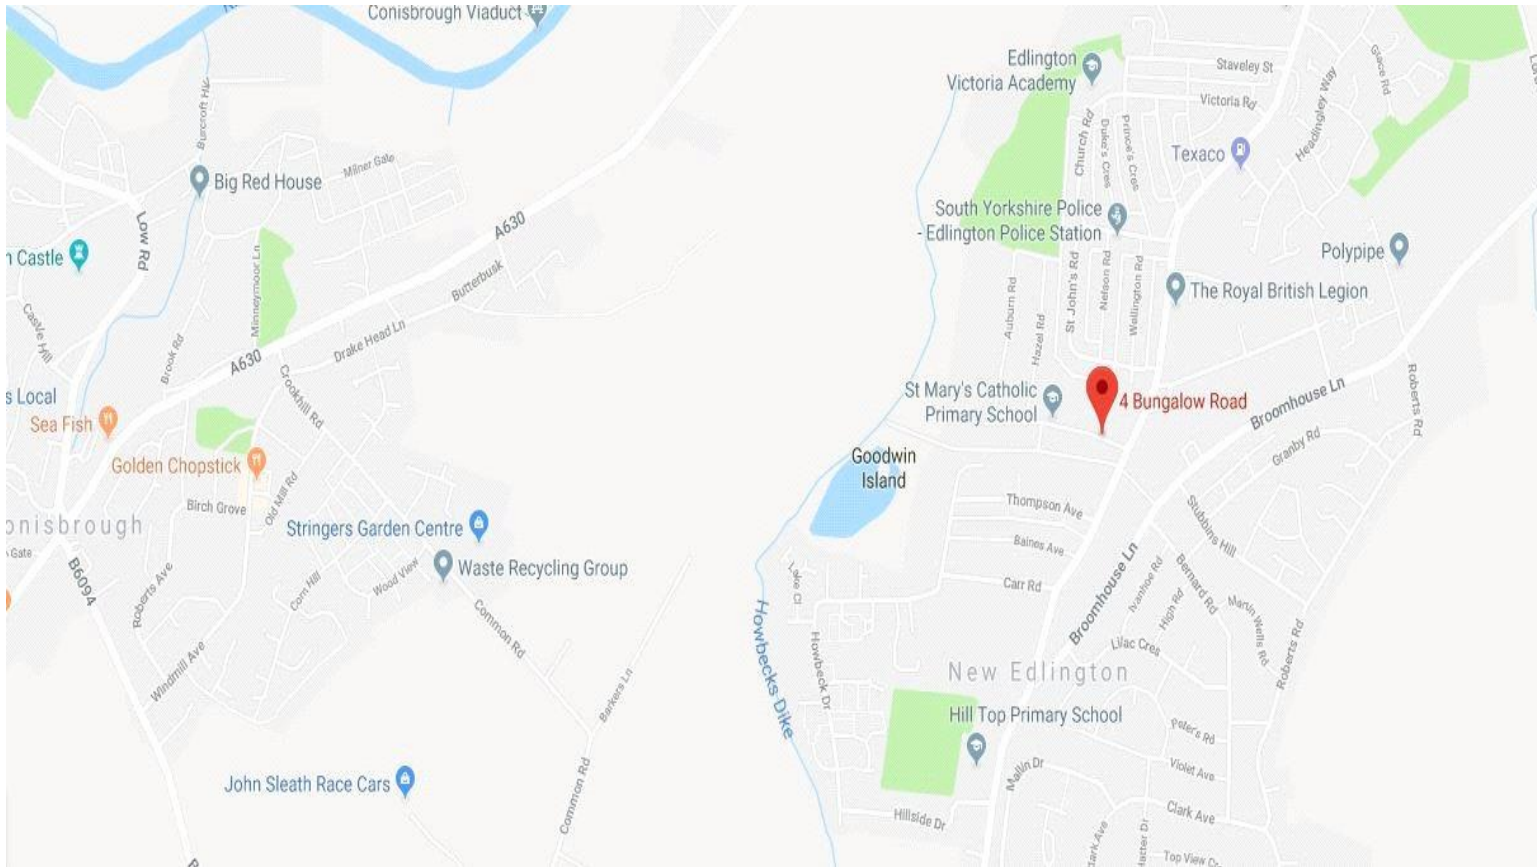 Conisbrough Viaduct
Edlington
Victoria Academy
Staveley St
Grace Rd
Victoria Rd
Headingley Way
Burcroft Hill
Church Rd
Duke's Cres
Prince's Cres
Texaco
Milner Gate
Big Red House
South Yorkshire Police
- Edlington Police Station
Low Rd
A630
Polypipe
n Castle
Minneymoor Ln
Butterbusk
Auburn Rd
Hazel Rd
St John's Rd
Nelson Rd
Wellington Rd
The Royal British Legion
Castle Hill
Brook Rd
A630
Drake Head Ln
Crookhill Rd
s Local
Sea Fish
St Mary's Catholic
Primary School
4 Bungalow Road
Broomhouse Ln
Roberts Rd
Granby Rd
Golden Chopstick
Goodwin
Island
Birch Grove
Old Mill Rd
Thompson Ave
Stubbins Hill
onisbrough
Stringers Garden Centre
Baines Ave
Gate
B6094
Roberts Ave
Corn Hill
Wood View
Waste Recycling Group
Lake Cl
Carr Rd
Broomhouse Ln
Ivanhoe Rd
Bernard Rd
High Rd
Martin Wells Rd
Common Rd
Howbecks Dike
Howbeck Dr
Lilac Cres
Roberts Rd
Windmill Ave
Barkers Ln
New Edlington
Hill Top Primary School
Peter's Rd
John Sleath Race Cars
Common Rd
Mallin Dr
Violet Ave
Hillside Dr
Clark Ave
lark Ave
Top View Cr